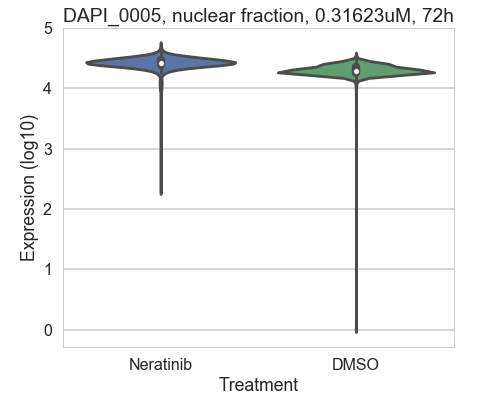 DAPI_0005, nuclear fraction, 0.31623uM, 72h
5
4
3
2
1
0
Expression (log10)
Neratinib
DMSO
Treatment